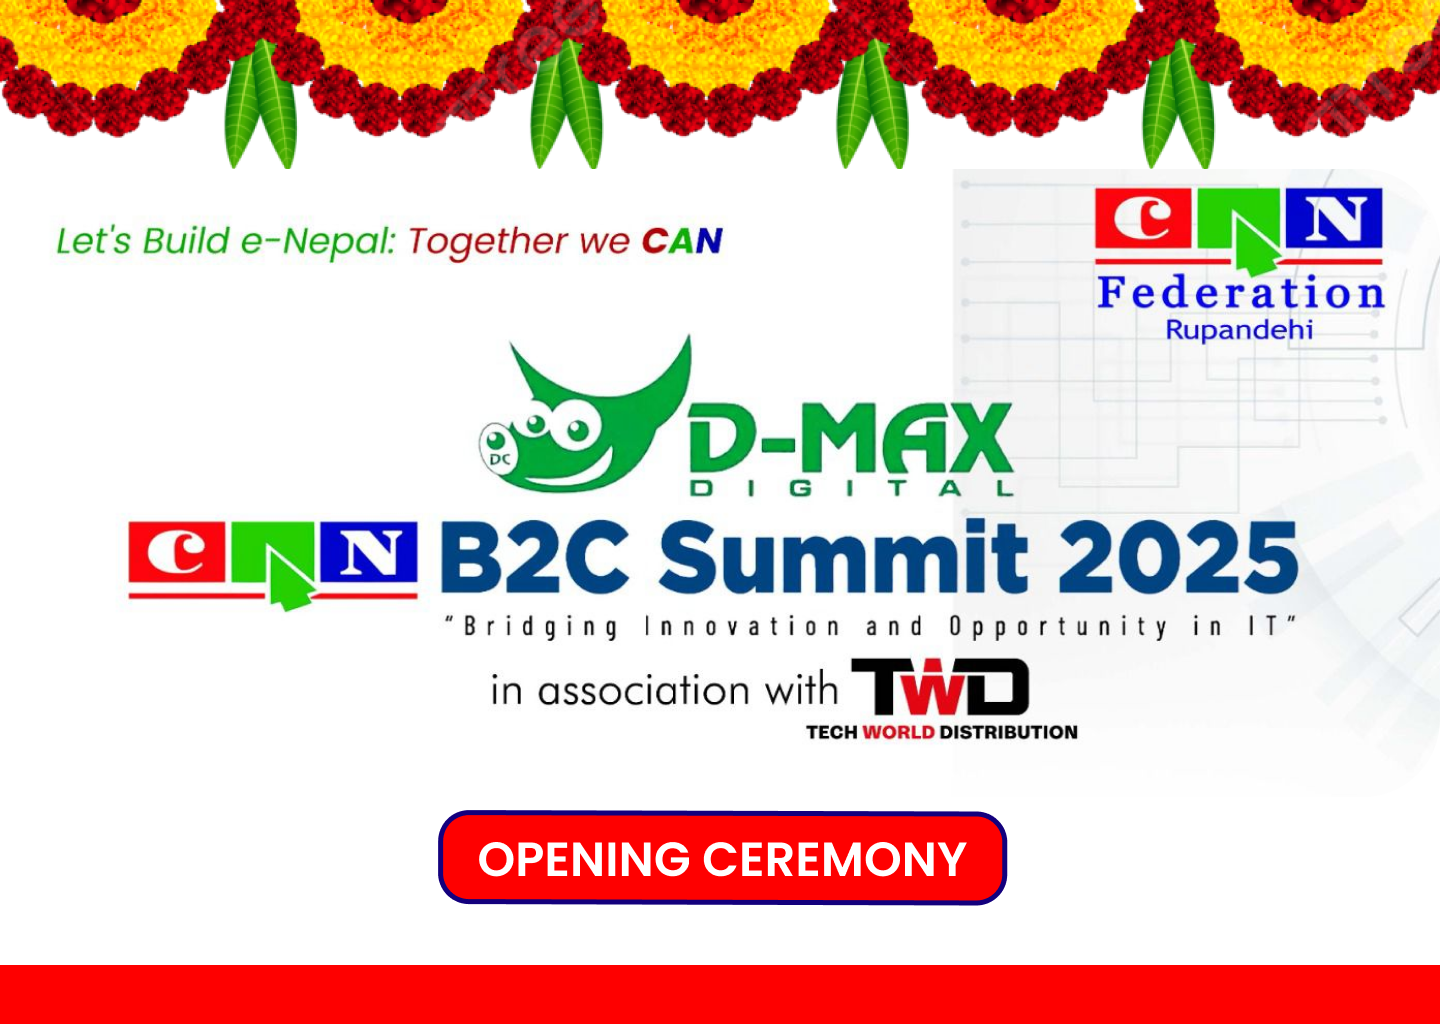 Let's Build e-Nepal: Together we CAN
CAN
Federation
Rupandehi
DC
D-MAX
DIGITAL
CAN B2C Summit 2025
"Bridging Innovation and Opportunity in IT"
in association with TWD
TECH WORLD DISTRIBUTION
OPENING CEREMONY